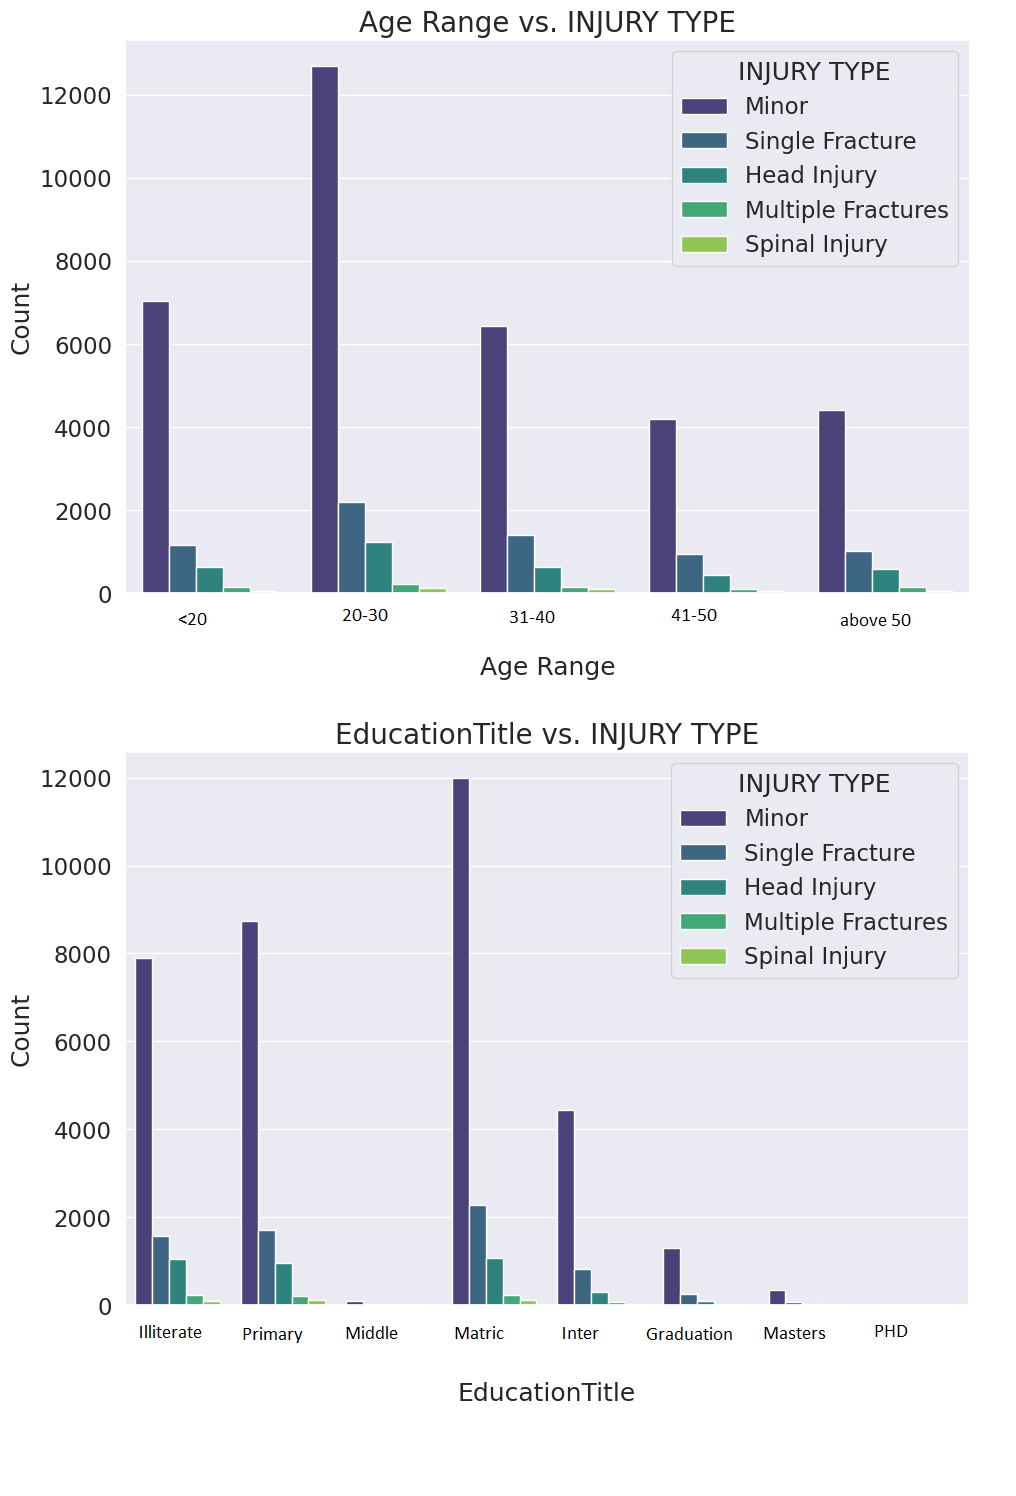 Age Range vs. INJURY TYPE
INJURY TYPE
Minor
Single Fracture
Head Injury
Multiple Fractures
Spinal Injury
12000
10000
8000
6000
4000
2000
0
Count
<20
20-30
31-40
41-50
above 50
Age Range
EducationTitle vs. INJURY TYPE
INJURY TYPE
Minor
Single Fracture
Head Injury
Multiple Fractures
Spinal Injury
12000
10000
8000
6000
4000
2000
0
Count
Illiterate
Primary
Middle
Matric
Inter
Graduation
Masters
PHD
EducationTitle